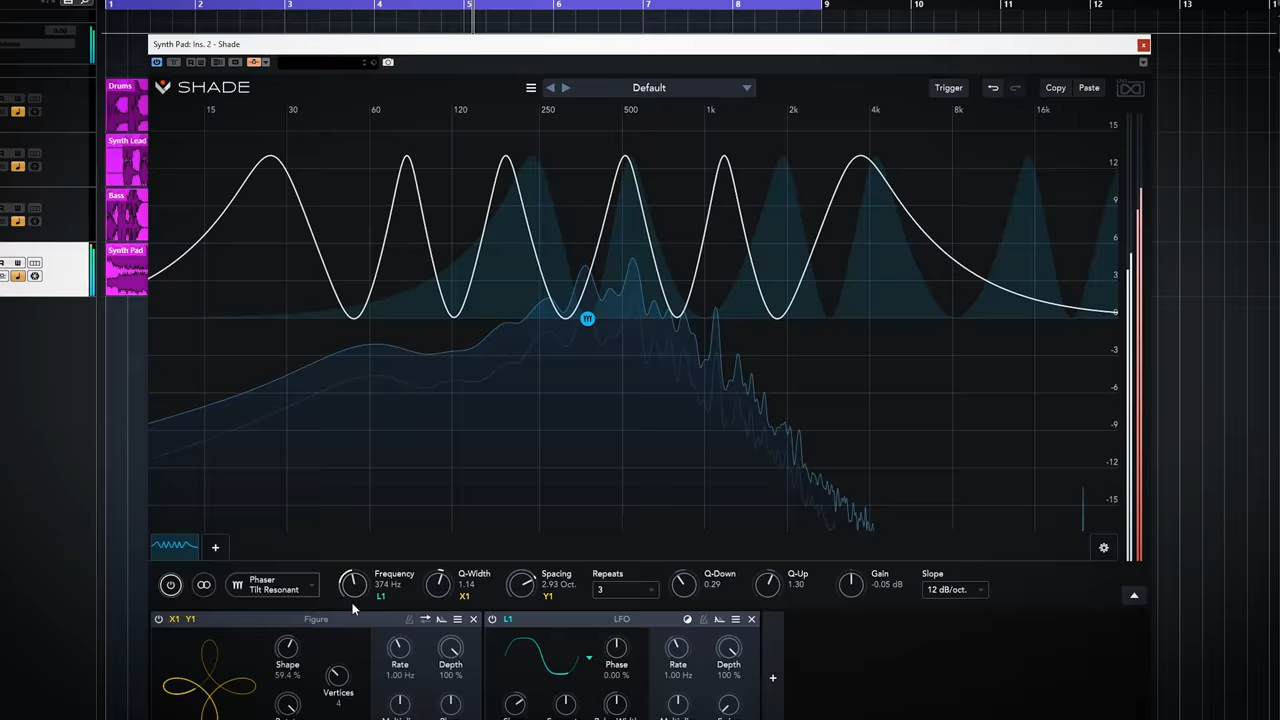 1 2 3 4 5 6 7 8 9 10 11 12 13
Synth Pad: Ins. 2 - Shade
x
SHADE
Default
Trigger
Copy
Paste
Drums
Synth Lead
Bass
Synth Pad
15 30 60 120 250 500 1k 2k 4k 8k 16k
15
12
9
6
3
0
-3
-6
-9
-12
-15
+
Phaser
Tilt Resonant
Frequency
374 Hz
L1
Q-Width
1.14
X1
Spacing
2.93 Oct.
Y1
Repeats
3
Q-Down
0.29
Q-Up
1.30
Gain
-0.05 dB
Slope
12 dB/oct.
X1 Y1
Figure
Shape
59.4 %
Vertices
4
Rate
1.00 Hz
Depth
100 %
L1
LFO
Phase
0.00 %
Rate
1.00 Hz
Depth
100 %
+